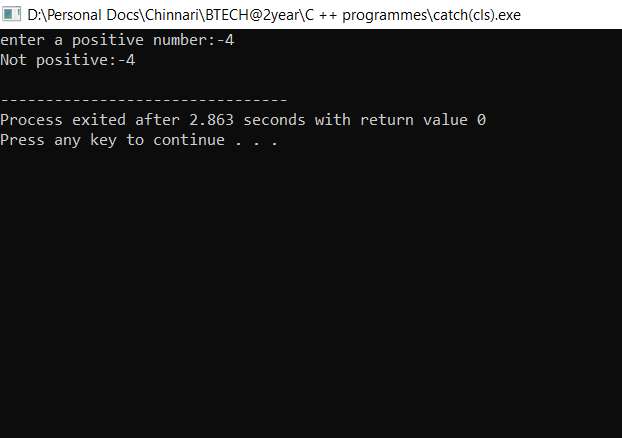 D:\Personal Docs\Chinnari\BTECH@2year\C ++ programmes\catch(cls).exe
enter a positive number:-4
Not positive:-4
--------------------------------
Process exited after 2.863 seconds with return value 0
Press any key to continue . . .